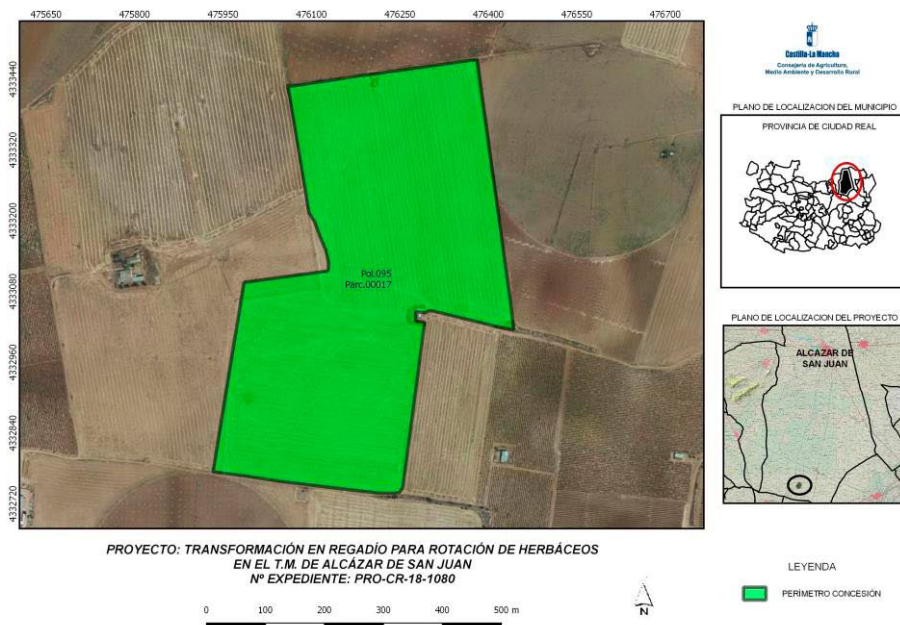 475650 475800 475950 476100 476250 476400 476550 476700
4333440
4333320
4333200
4333080
4332960
4332840
4332720
Pol.095
Parc.00017
Castilla-La Mancha
Consejería de Agricultura,
Medio Ambiente y Desarrollo Rural
PLANO DE LOCALIZACION DEL MUNICIPIO
PROVINCIA DE CIUDAD REAL
PLANO DE LOCALIZACION DEL PROYECTO
ALCÁZAR DE
SAN JUAN
PROYECTO: TRANSFORMACIÓN EN REGADÍO PARA ROTACIÓN DE HERBÁCEOS
EN EL T.M. DE ALCÁZAR DE SAN JUAN
Nº EXPEDIENTE: PRO-CR-18-1080
0 100 200 300 400 500 m
N
LEYENDA
PERÍMETRO CONCESIÓN